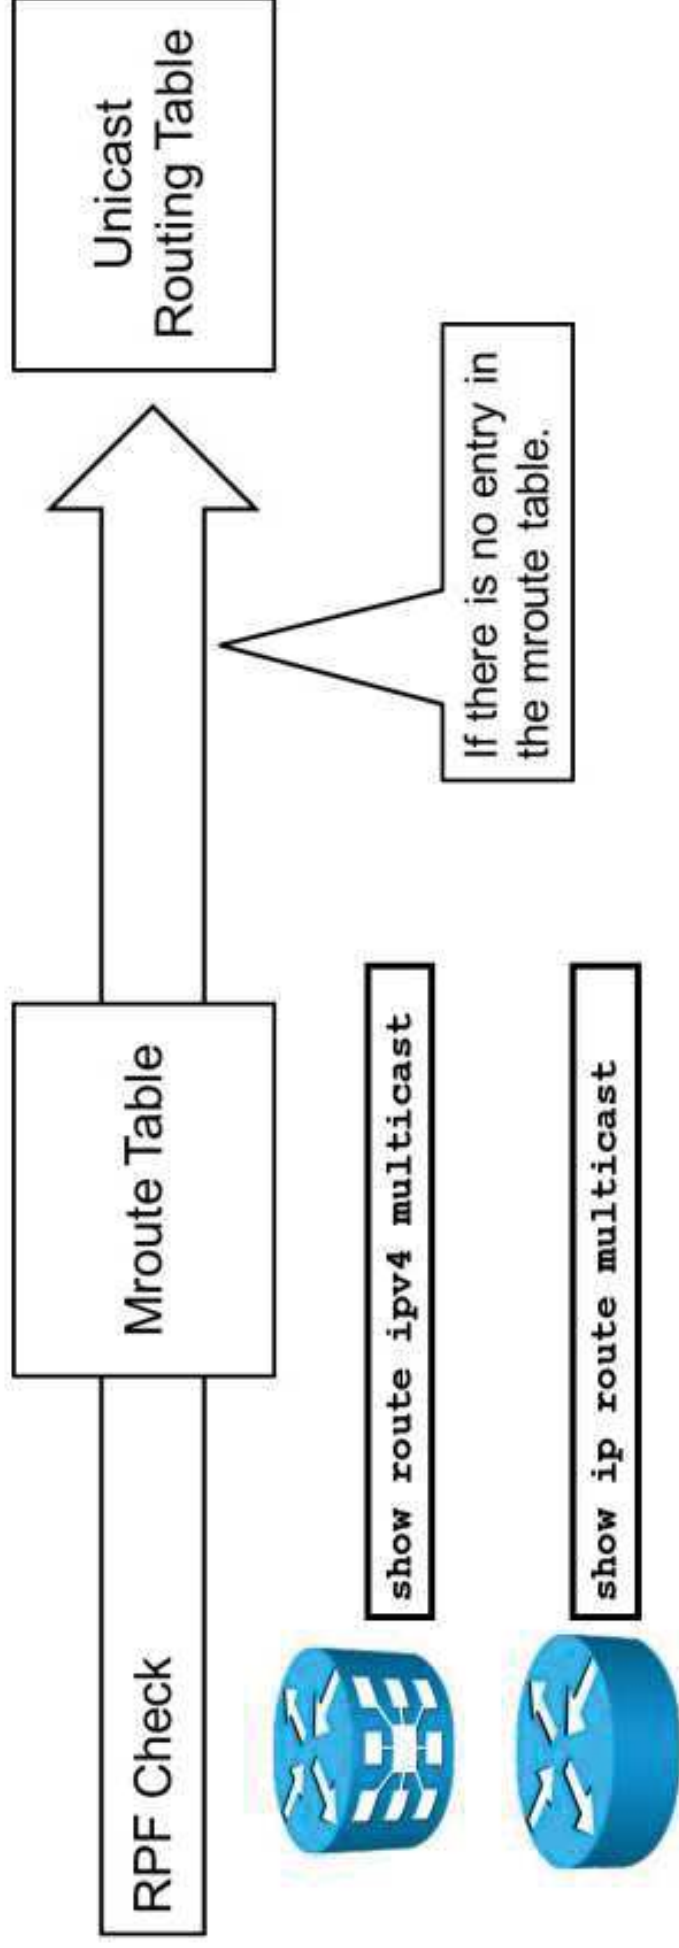 RPF Check
Mroute Table
Unicast
Routing Table
If there is no entry in
the mroute table.
show route ipv4 multicast
show ip route multicast